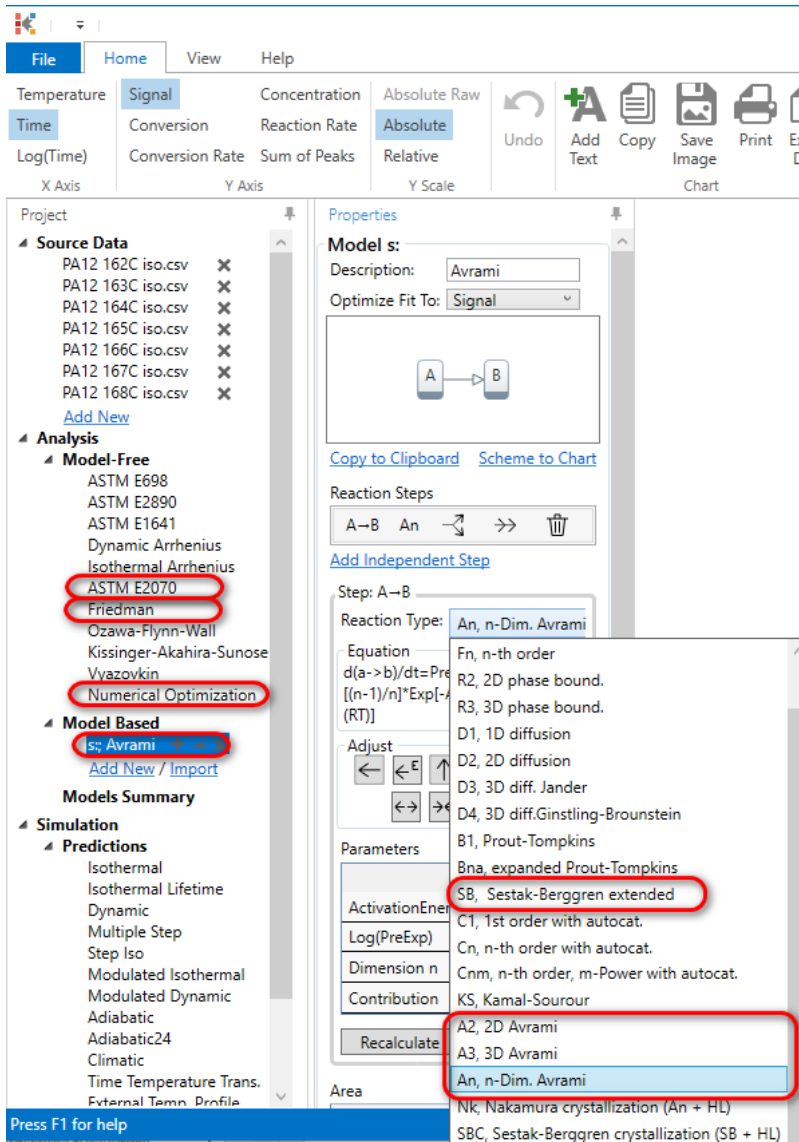 File Home View Help
Temperature Signal Concentration Absolute Raw
Time Conversion Reaction Rate Absolute
Log(Time) Conversion Rate Sum of Peaks Relative
Undo Add Text Copy Save Image Print
X Axis Y Axis Y Scale Chart
Project
Source Data
PA12 162C iso.csv
PA12 163C iso.csv
PA12 164C iso.csv
PA12 165C iso.csv
PA12 166C iso.csv
PA12 167C iso.csv
PA12 168C iso.csv
Add New
Analysis
Model-Free
ASTM E698
ASTM E2890
ASTM E1641
Dynamic Arrhenius
Isothermal Arrhenius
ASTM E2070
Friedman
Ozawa-Flynn-Wall
Kissinger-Akahira-Sunose
Vyazovkin
Numerical Optimization
Model Based
s:; Avrami
Add New / Import
Models Summary
Simulation
Predictions
Isothermal
Isothermal Lifetime
Dynamic
Multiple Step
Step Iso
Modulated Isothermal
Modulated Dynamic
Adiabatic
Adiabatic24
Climatic
Time Temperature Trans.
External Temp. Profile
Press F1 for help
Properties
Model s:
Description: Avrami
Optimize Fit To: Signal
A B
Copy to Clipboard Scheme to Chart
Reaction Steps
A→B An
Add Independent Step
Step: A→B
Reaction Type: An, n-Dim. Avrami
Equation
d(a->b)/dt=Pre
[(n-1)/n]*Exp[-A
(RT)]
Adjust
E
Parameters
ActivationEner
Log(PreExp)
Dimension n
Contribution
Recalculate
Area
Fn, n-th order
R2, 2D phase bound.
R3, 3D phase bound.
D1, 1D diffusion
D2, 2D diffusion
D3, 3D diff. Jander
D4, 3D diff.Ginstling-Brounstein
B1, Prout-Tompkins
Bna, expanded Prout-Tompkins
SB, Sestak-Berggren extended
C1, 1st order with autocat.
Cn, n-th order with autocat.
Cnm, n-th order, m-Power with autocat.
KS, Kamal-Sourour
A2, 2D Avrami
A3, 3D Avrami
An, n-Dim. Avrami
Nk, Nakamura crystallization (An + HL)
SBC, Sestak-Berggren crystallization (SB + HL)